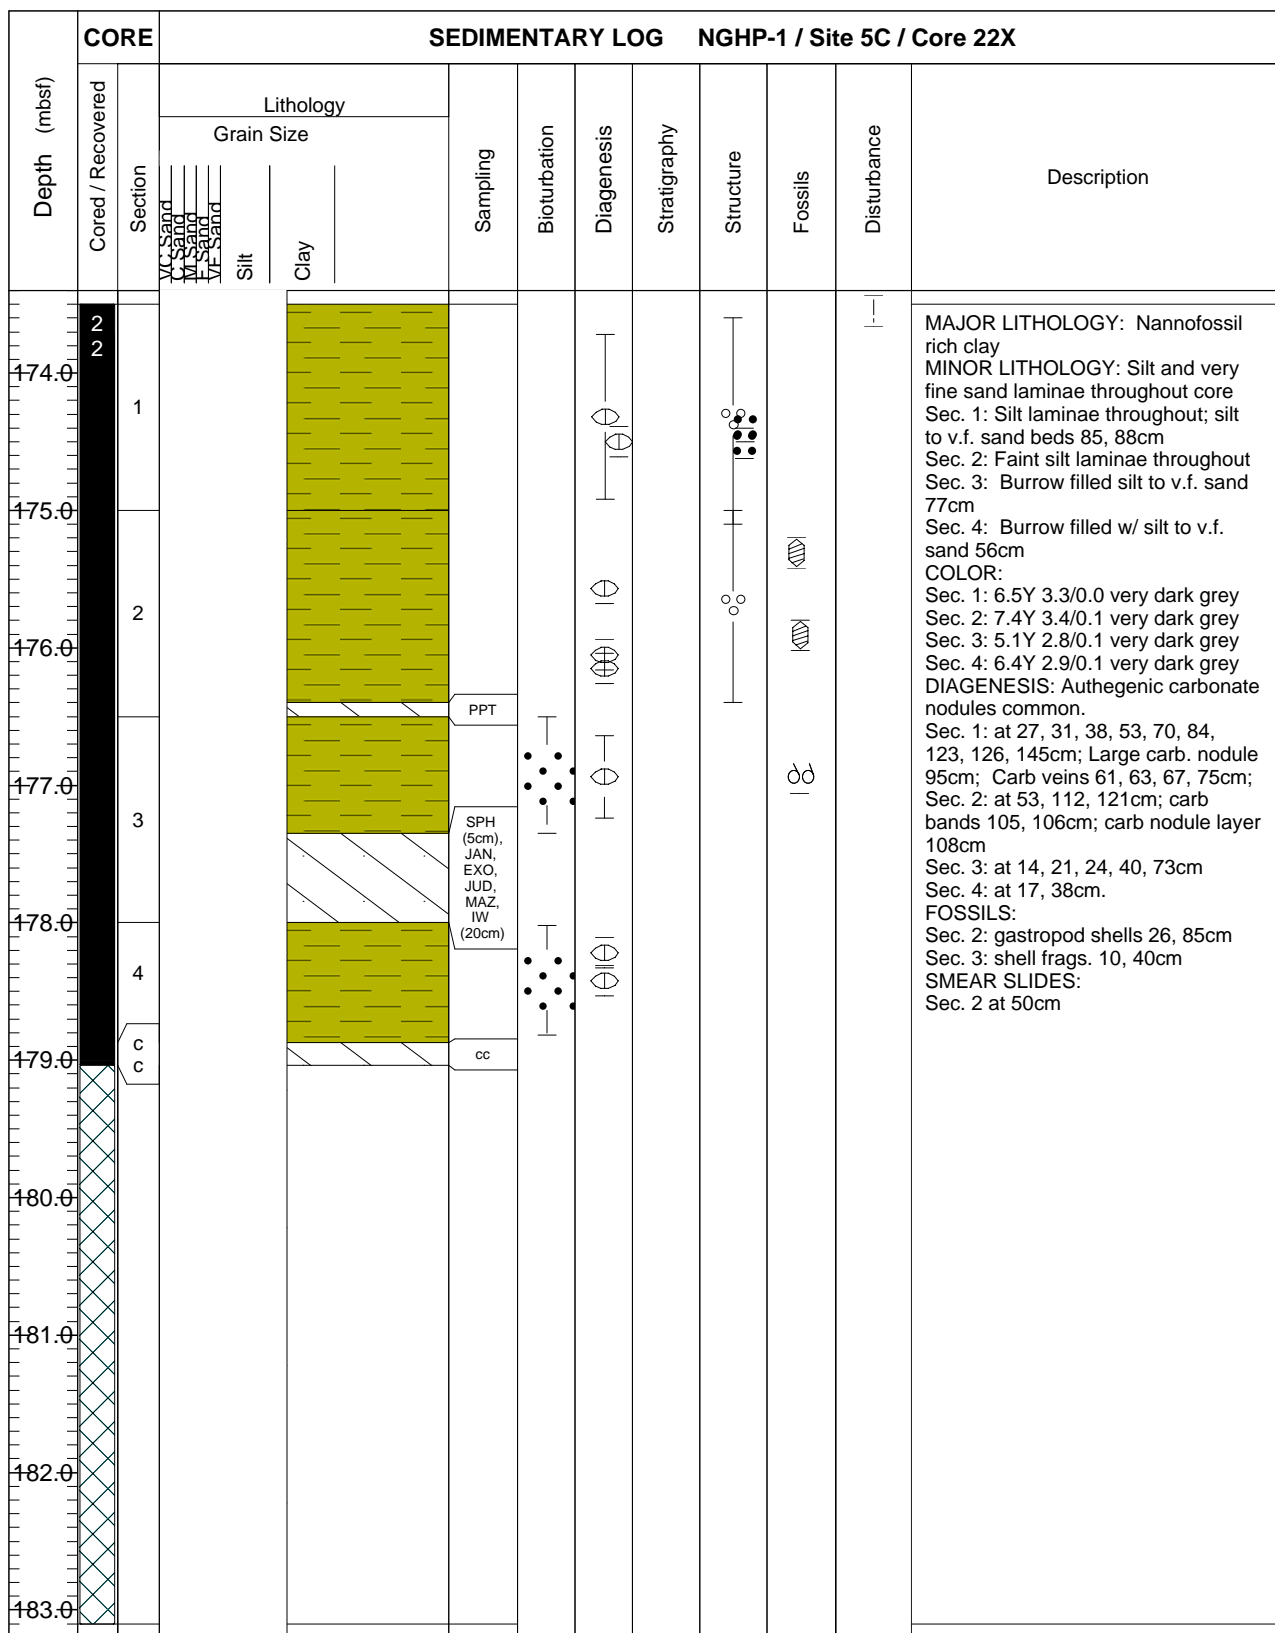 CORE
SEDIMENTARY LOG NGHP-1 / Site 5C / Core 22X
Depth (mbsf)
Cored / Recovered
Section
Lithology
Grain Size
VC Sand
C Sand
M Sand
F Sand
VF Sand
Silt
Clay
Sampling
Bioturbation
Diagenesis
Stratigraphy
Structure
Fossils
Disturbance
Description
174.0
175.0
176.0
177.0
178.0
179.0
180.0
181.0
182.0
183.0
2
2
1
2
3
4
c
c
PPT
SPH
(5cm),
JAN,
EXO,
JUD,
MAZ,
IW
(20cm)
cc
MAJOR LITHOLOGY: Nannofossil
rich clay
MINOR LITHOLOGY: Silt and very
fine sand laminae throughout core
Sec. 1: Silt laminae throughout; silt
to v.f. sand beds 85, 88cm
Sec. 2: Faint silt laminae throughout
Sec. 3: Burrow filled silt to v.f. sand
77cm
Sec. 4: Burrow filled w/ silt to v.f.
sand 56cm
COLOR:
Sec. 1: 6.5Y 3.3/0.0 very dark grey
Sec. 2: 7.4Y 3.4/0.1 very dark grey
Sec. 3: 5.1Y 2.8/0.1 very dark grey
Sec. 4: 6.4Y 2.9/0.1 very dark grey
DIAGENESIS: Authegenic carbonate
nodules common.
Sec. 1: at 27, 31, 38, 53, 70, 84,
123, 126, 145cm; Large carb. nodule
95cm; Carb veins 61, 63, 67, 75cm;
Sec. 2: at 53, 112, 121cm; carb
bands 105, 106cm; carb nodule layer
108cm
Sec. 3: at 14, 21, 24, 40, 73cm
Sec. 4: at 17, 38cm.
FOSSILS:
Sec. 2: gastropod shells 26, 85cm
Sec. 3: shell frags. 10, 40cm
SMEAR SLIDES:
Sec. 2 at 50cm